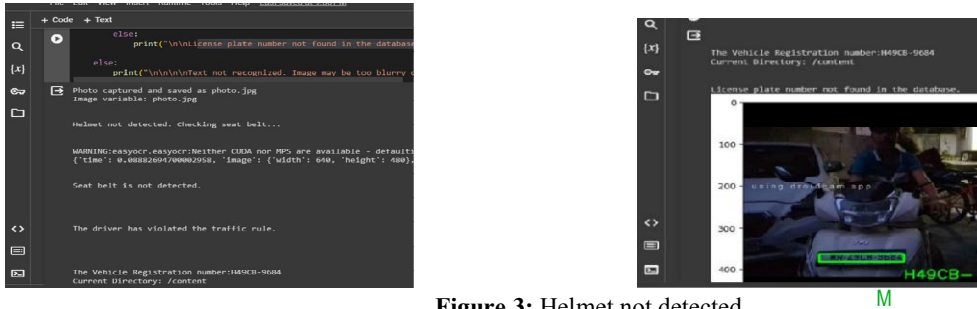 + Code + Text
else:
print("\n\nLicense plate number not found in the database
else:
print("\n\n\n\nText not recognized. Image may be too blurry
Photo captured and saved as photo.jpg
Image variable: photo.jpg
Helmet not detected. Checking seat belt...
WARNING:easyocr.easyocr:Neither CUDA nor MPS are available - defaulti
{'time': 0.08882694700002958, 'image': {'width': 640, 'height': 480},
Seat belt is not detected.
The driver has violated the traffic rule.
The Vehicle Registration number:H49CB-9684
Current Directory: /content
{x}
The Vehicle Registration number:H49CB-9684
Current Directory: /content
License plate number not found in the database.
0
100
200
300
400
using droidcam app
H49CB-
M
Figure 3: Helmet not detected